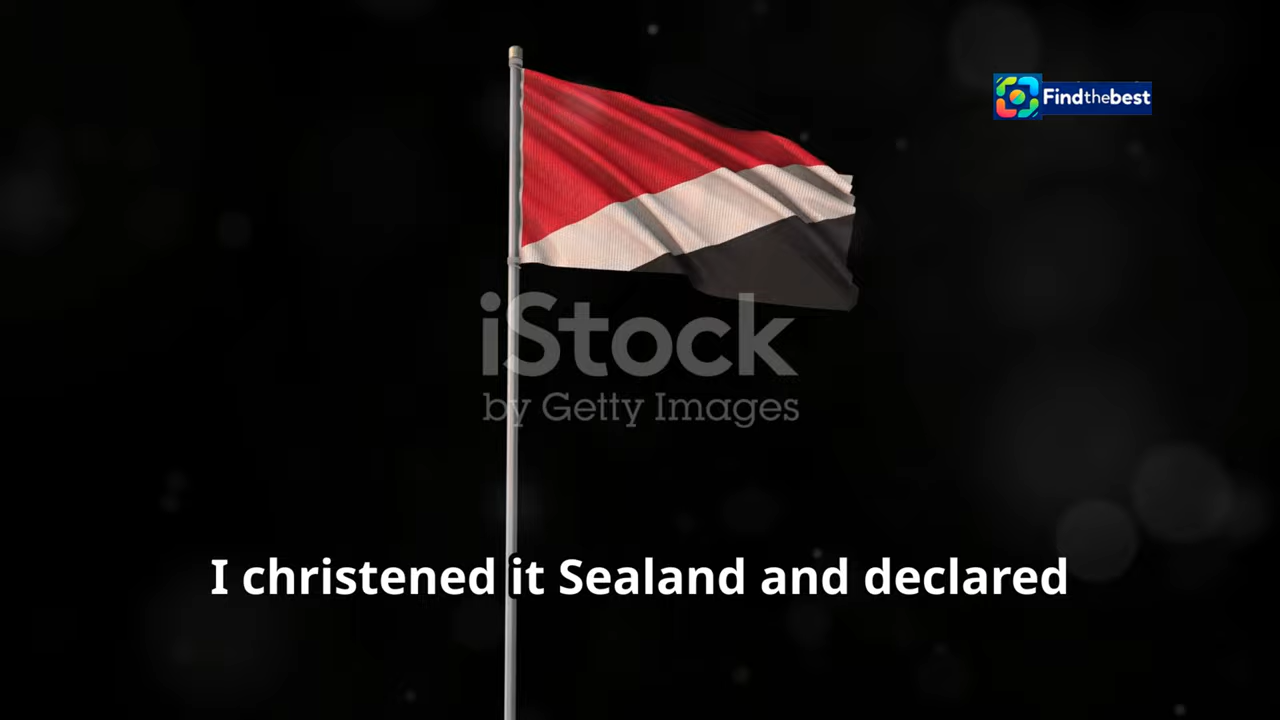 Findthebest
iStock
by Getty Images
I christened it Sealand and declared